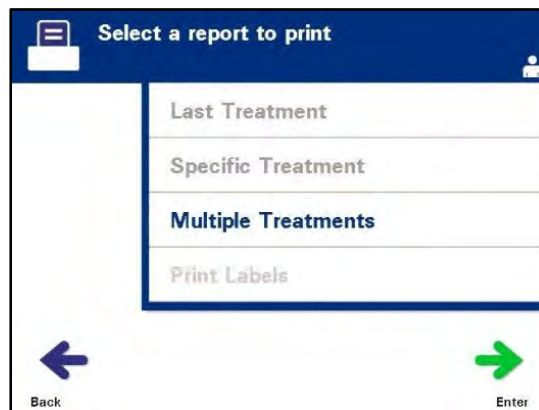 Select a report to print
Last Treatment
Specific Treatment
Multiple Treatments
Print Labels
Back
Enter